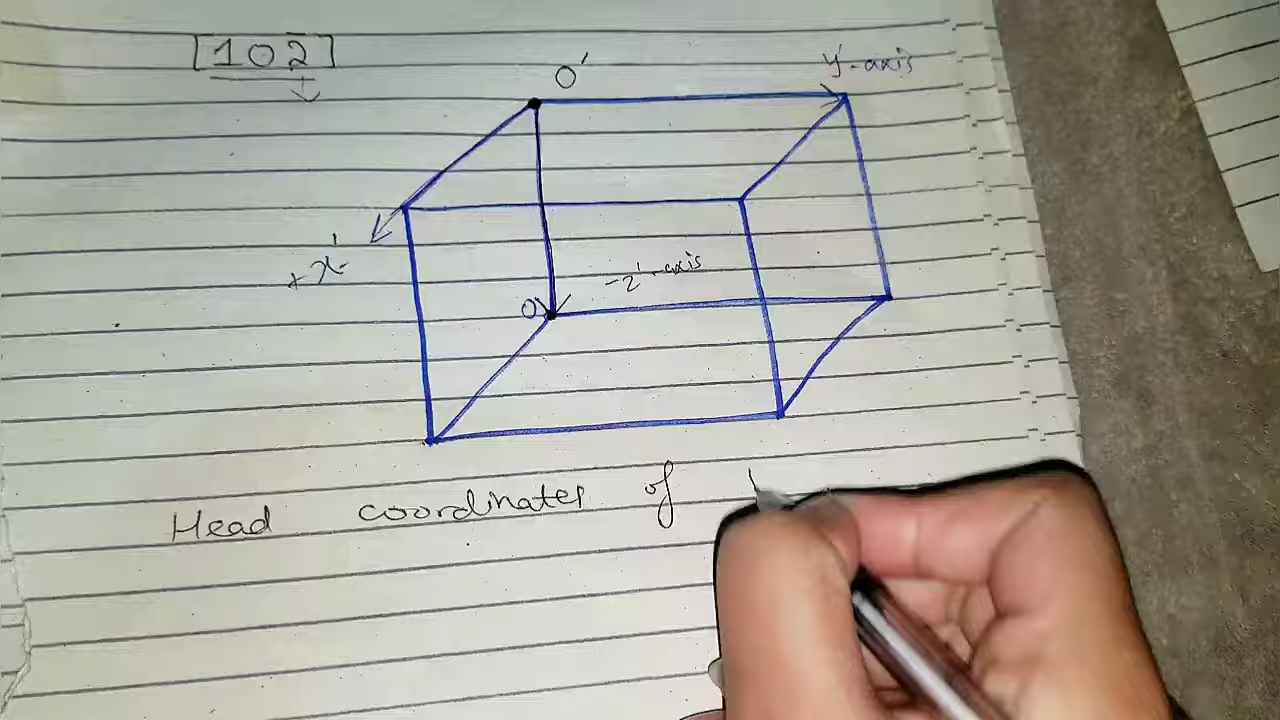 [102]
O'
y'-axis
+x'
-z'-axis
O
Head coordinates of